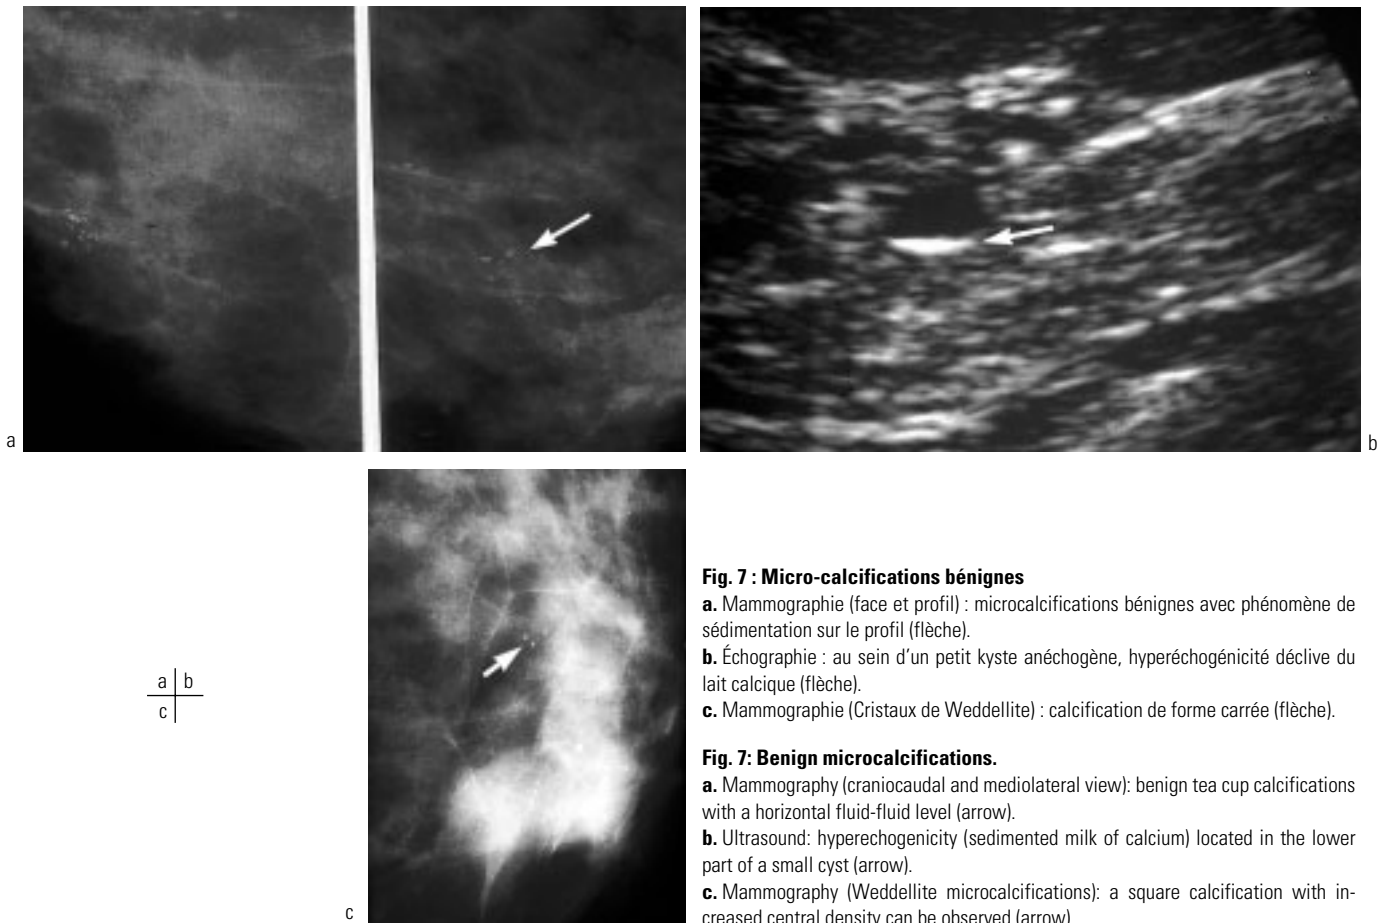 a
b
a b
c
c
Fig. 7 : Micro-calcifications bénignes
a. Mammographie (face et profil) : microcalcifications bénignes avec phénomène de
sédimentation sur le profil (flèche).
b. Échographie : au sein d’un petit kyste anéchogène, hyperéchogénicité déclive du
lait calcique (flèche).
c. Mammographie (Cristaux de Weddellite) : calcification de forme carrée (flèche).
Fig. 7: Benign microcalcifications.
a. Mammography (craniocaudal and mediolateral view): benign tea cup calcifications
with a horizontal fluid-fluid level (arrow).
b. Ultrasound: hyperechogenicity (sedimented milk of calcium) located in the lower
part of a small cyst (arrow).
c. Mammography (Weddellite microcalcifications): a square calcification with in-
creased central density can be observed (arrow).